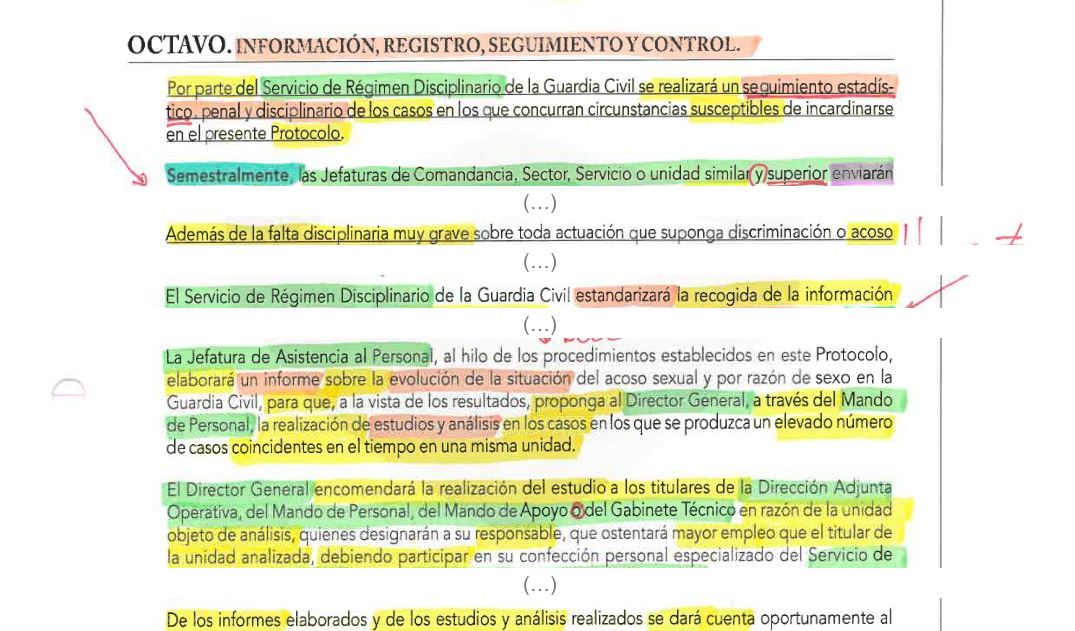 OCTAVO. INFORMACIÓN, REGISTRO, SEGUIMIENTO Y CONTROL.
Por parte del Servicio de Régimen Disciplinario de la Guardia Civil se realizará un seguimiento estadís-
tico, penal y disciplinario de los casos en los que concurran circunstancias susceptibles de incardinarse
en el presente Protocolo.
Semestralmente, las Jefaturas de Comandancia, Sector, Servicio o unidad similar y superior enviarán
(...)
Además de la falta disciplinaria muy grave sobre toda actuación que suponga discriminación o acoso
(...)
El Servicio de Régimen Disciplinario de la Guardia Civil estandarizará la recogida de la información
(...)
La Jefatura de Asistencia al Personal, al hilo de los procedimientos establecidos en este Protocolo,
elaborará un informe sobre la evolución de la situación del acoso sexual y por razón de sexo en la
Guardia Civil, para que, a la vista de los resultados, proponga al Director General, a través del Mando
de Personal, la realización de estudios y análisis en los casos en los que se produzca un elevado número
de casos coincidentes en el tiempo en una misma unidad.
El Director General encomendará la realización del estudio a los titulares de la Dirección Adjunta
Operativa, del Mando de Personal, del Mando de Apoyo o del Gabinete Técnico en razón de la unidad
objeto de análisis, quienes designarán a su responsable, que ostentará mayor empleo que el titular de
la unidad analizada, debiendo participar en su confección personal especializado del Servicio de
(...)
De los informes elaborados y de los estudios y análisis realizados se dará cuenta oportunamente al